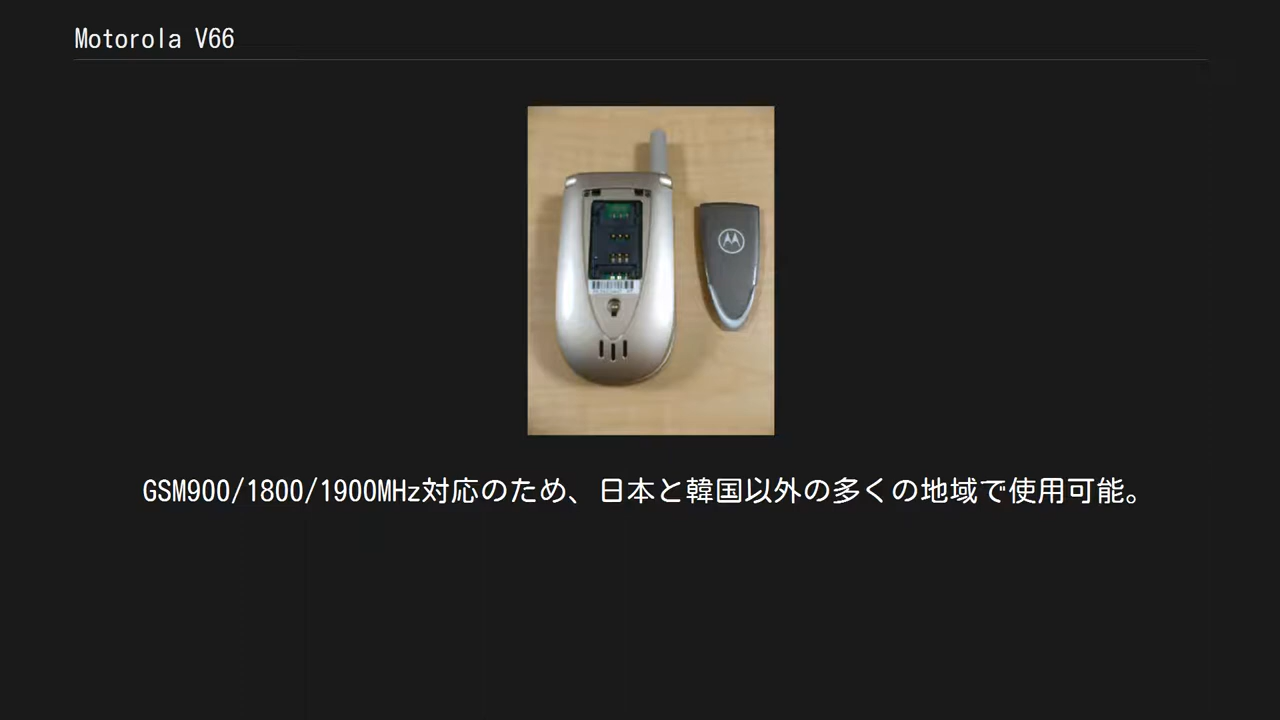 Motorola V66
GSM900/1800/1900MHz対応のため、日本と韓国以外の多くの地域で使用可能。